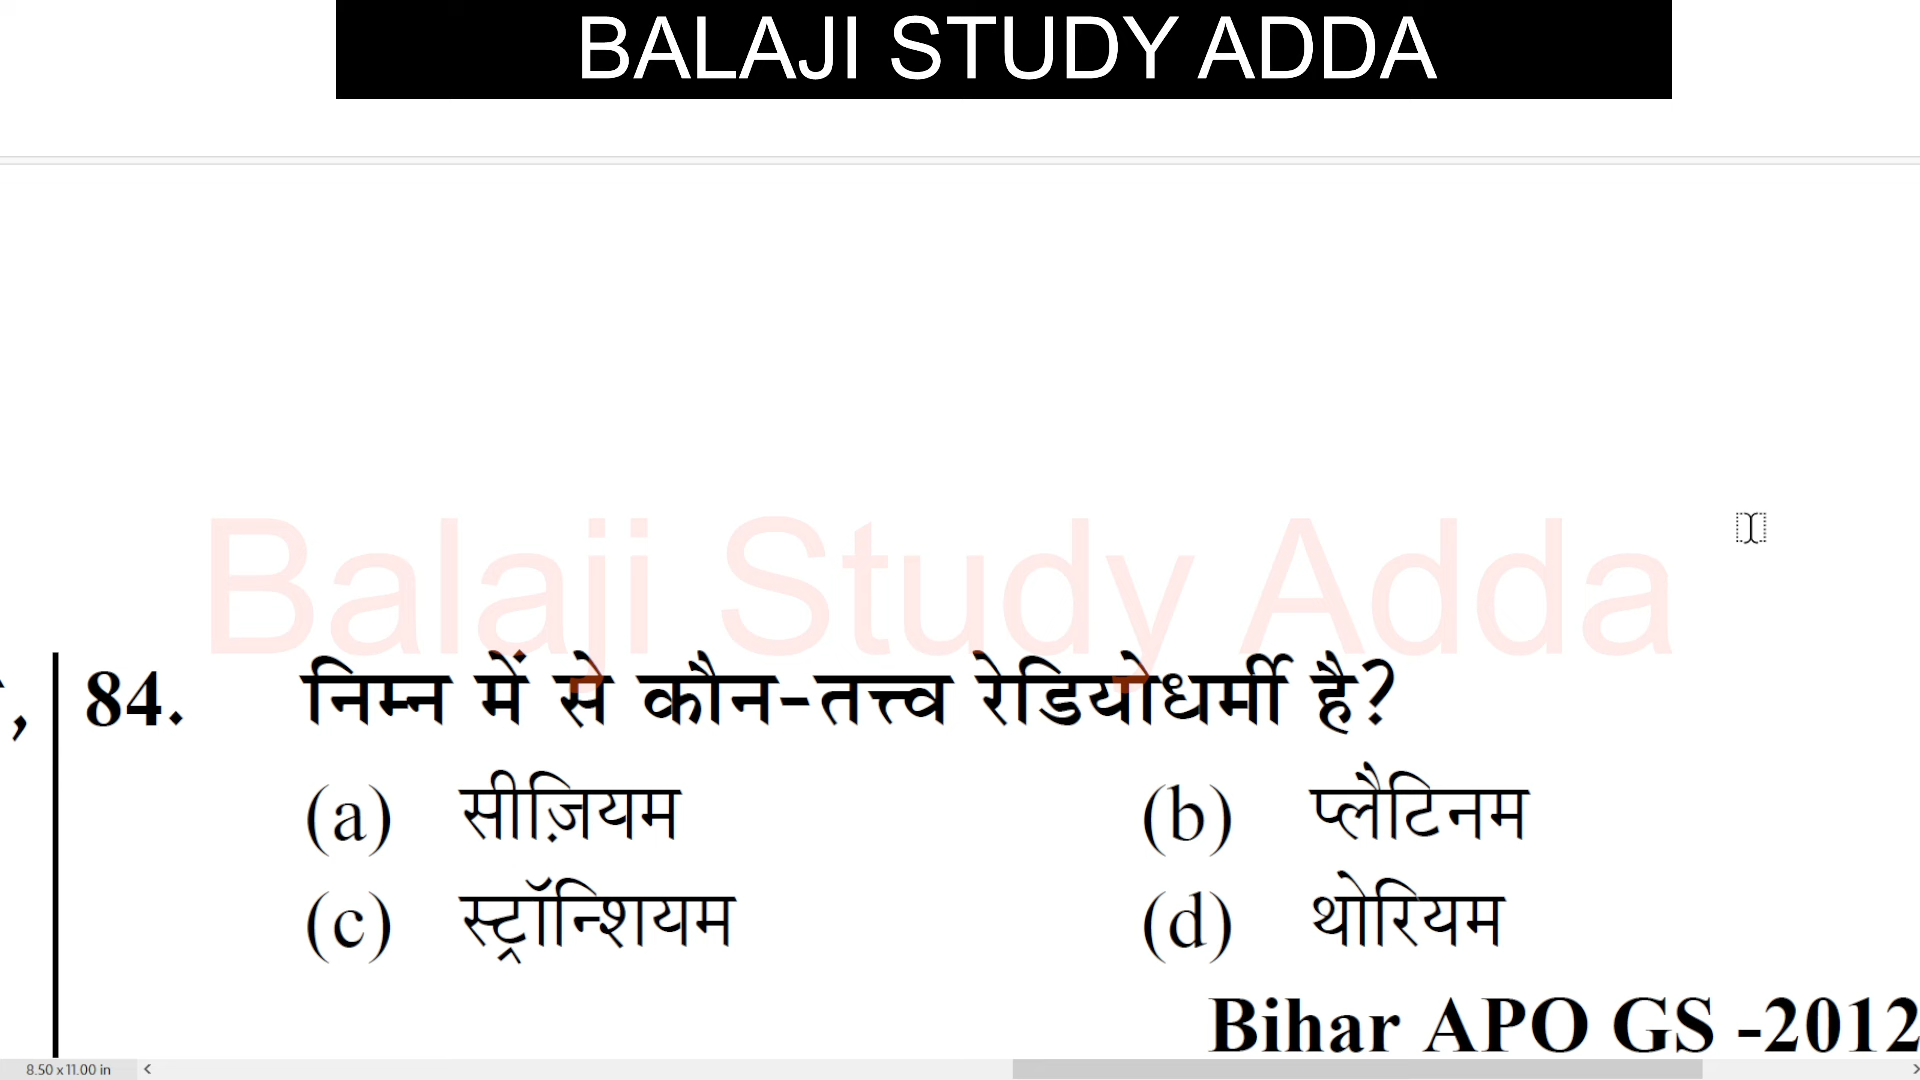 BALAJI STUDY ADDA
Balaji Study Adda
84. निम्न में से कौन-तत्त्व रेडियोधर्मी है?
(a) सीज़ियम (b) प्लैटिनम
(c) स्ट्रॉन्शियम (d) थोरियम
Bihar APO GS -2012
8.50 x 11.00 in